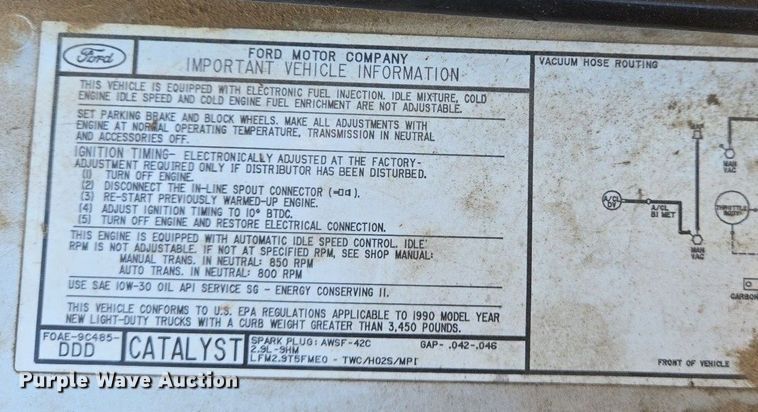 Ford
FORD MOTOR COMPANY
IMPORTANT VEHICLE INFORMATION
THIS VEHICLE IS EQUIPPED WITH ELECTRONIC FUEL INJECTION. IDLE MIXTURE, COLD
ENGINE IDLE SPEED AND COLD ENGINE FUEL ENRICHMENT ARE NOT ADJUSTABLE.
SET PARKING BRAKE AND BLOCK WHEELS. MAKE ALL ADJUSTMENTS WITH
ENGINE AT NORMAL OPERATING TEMPERATURE, TRANSMISSION IN NEUTRAL
AND ACCESSORIES OFF.
IGNITION TIMING- ELECTRONICALLY ADJUSTED AT THE FACTORY-
ADJUSTMENT REQUIRED ONLY IF DISTRIBUTOR HAS BEEN DISTURBED.
(1) TURN OFF ENGINE.
(2) DISCONNECT THE IN-LINE SPOUT CONNECTOR ( ).
(3) RE-START PREVIOUSLY WARMED-UP ENGINE.
(4) ADJUST IGNITION TIMING TO 10° BTDC.
(5) TURN OFF ENGINE AND RESTORE ELECTRICAL CONNECTION.
THIS ENGINE IS EQUIPPED WITH AUTOMATIC IDLE SPEED CONTROL. IDLE
RPM IS NOT ADJUSTABLE. IF NOT AT SPECIFIED RPM, SEE SHOP MANUAL:
MANUAL TRANS. IN NEUTRAL: 850 RPM
AUTO TRANS. IN NEUTRAL: 800 RPM
USE SAE 10W-30 OIL API SERVICE SG - ENERGY CONSERVING II.
THIS VEHICLE CONFORMS TO U.S. EPA REGULATIONS APPLICABLE TO 1990 MODEL YEAR
NEW LIGHT-DUTY TRUCKS WITH A CURB WEIGHT GREATER THAN 3,450 POUNDS.
F0AE-9C485-
DDD
CATALYST
SPARK PLUG: AWSF-42C GAP- .042-.046
2.9L-9HM
LFM2.9T5FME0 - TWC/HO2S/MPI
VACUUM HOSE ROUTING
MAN
VAC
A/CL
DV
A/CL
BI MET
THROTTLE
BODY
MAN
VAC
CARBON
FRONT OF VEHICLE
Purple Wave Auction